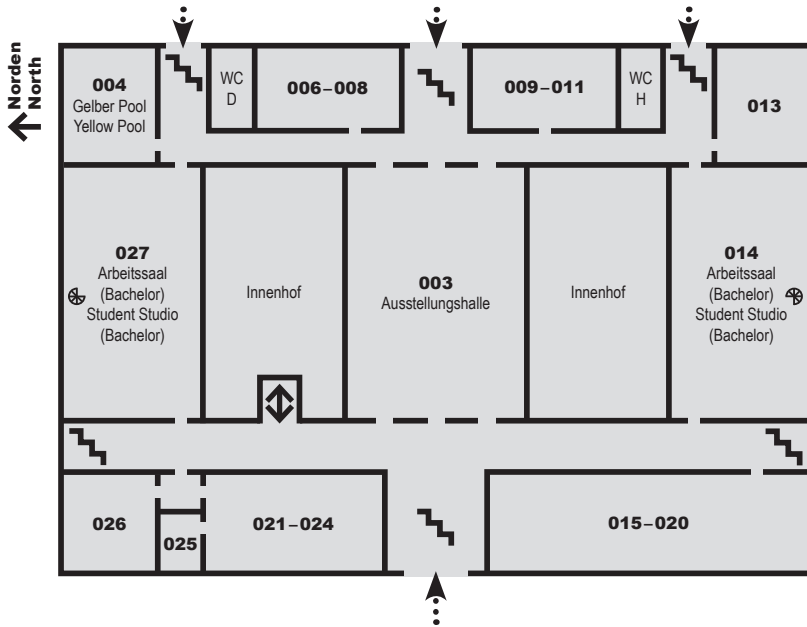 Norden
North
004
Gelber Pool
Yellow Pool
WC
D
006–008
009–011
WC
H
013
027
Arbeitssaal
(Bachelor)
Student Studio
(Bachelor)
Innenhof
003
Ausstellungshalle
Innenhof
014
Arbeitssaal
(Bachelor)
Student Studio
(Bachelor)
026
025
021–024
015–020